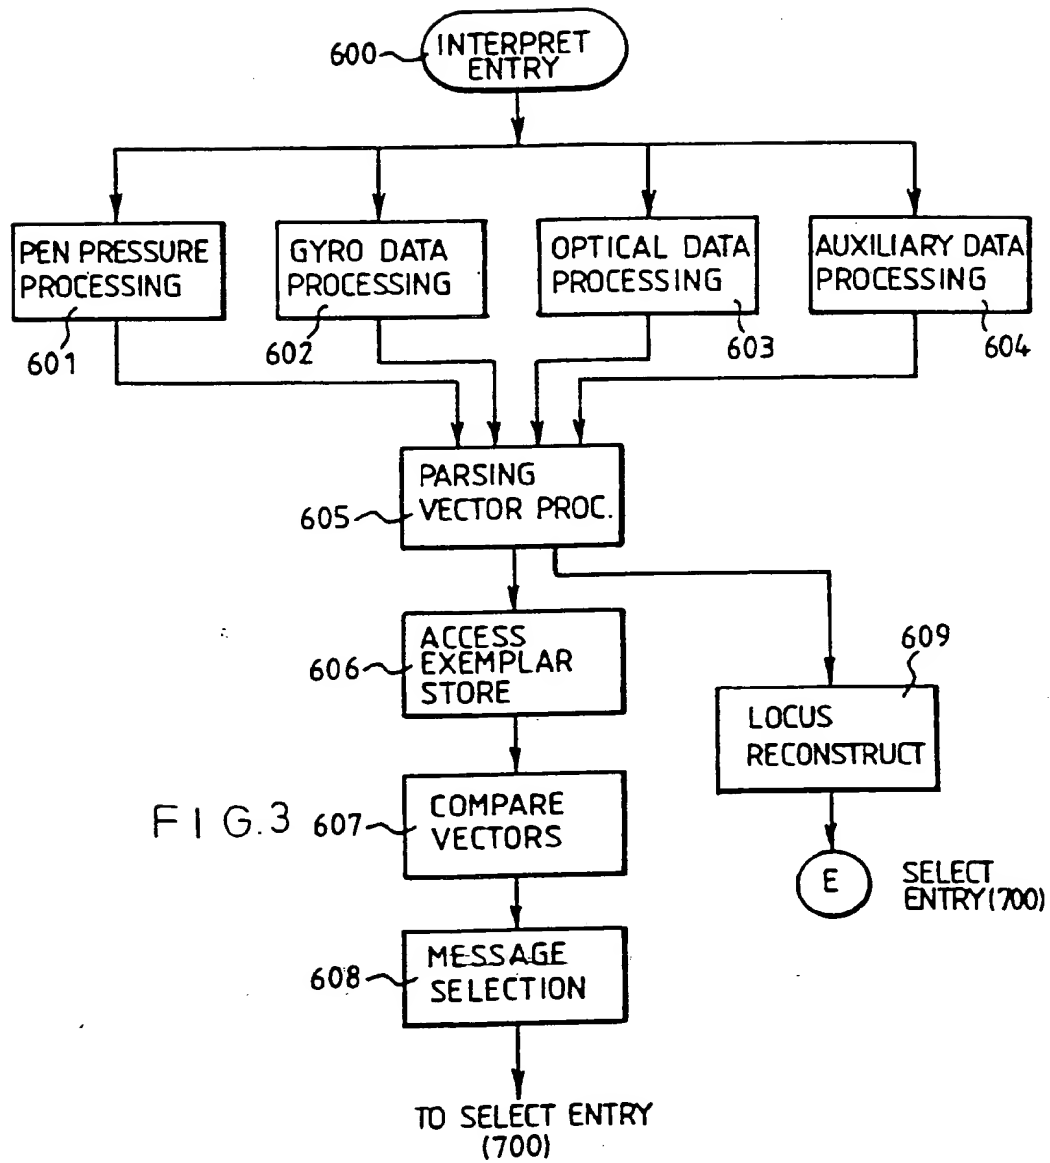 600
INTERPRET
ENTRY
PEN PRESSURE
PROCESSING
601
GYRO DATA
PROCESSING
602
OPTICAL DATA
PROCESSING
603
AUXILIARY DATA
PROCESSING
604
PARSING
VECTOR PROC.
605
ACCESS
EXEMPLAR
STORE
606
609
LOCUS
RECONSTRUCT
FIG.3
607
COMPARE
VECTORS
E
SELECT
ENTRY(700)
608
MESSAGE
SELECTION
TO SELECT ENTRY
(700)